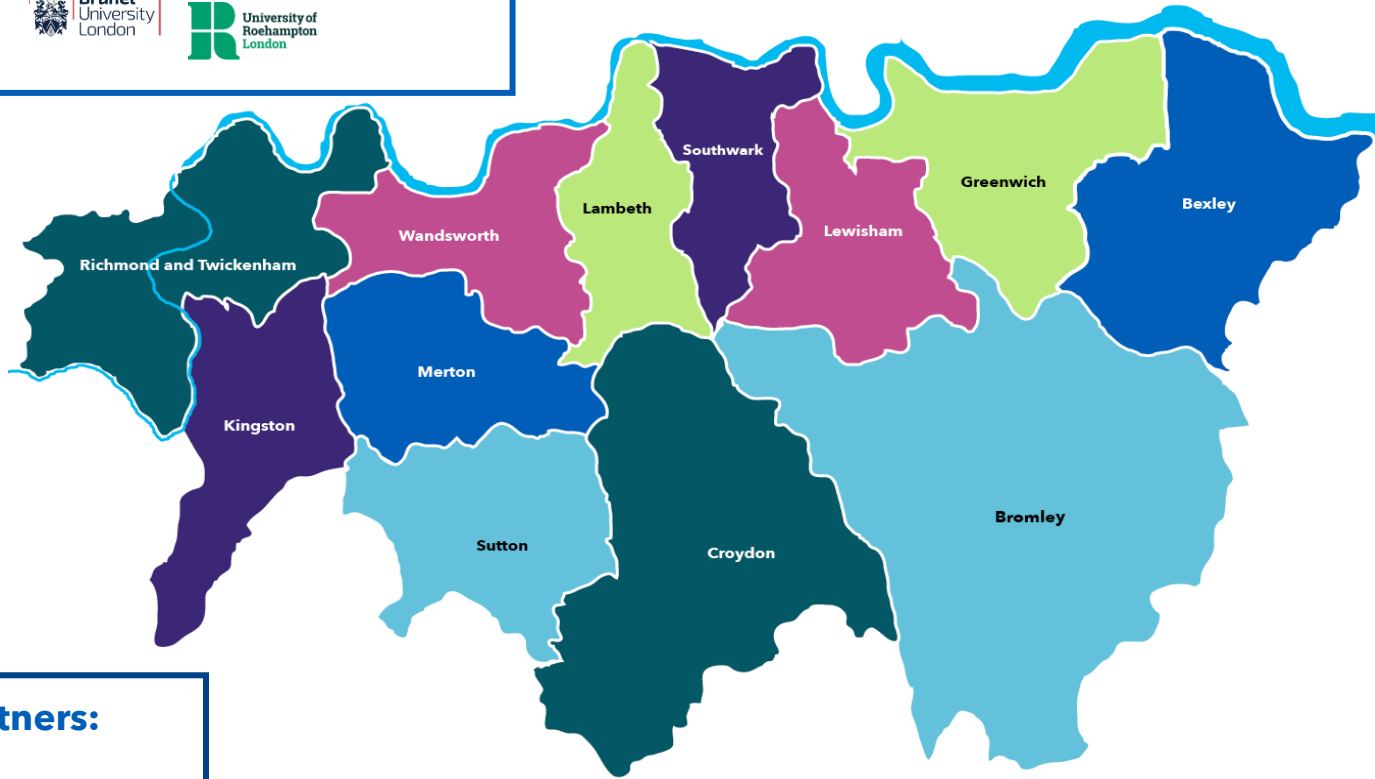 Brunel
University
London
University of
Roehampton
London
Southwark
Greenwich
Bexley
Lambeth
Lewisham
Wandsworth
Richmond and Twickenham
Merton
Kingston
Bromley
Sutton
Croydon
tners: